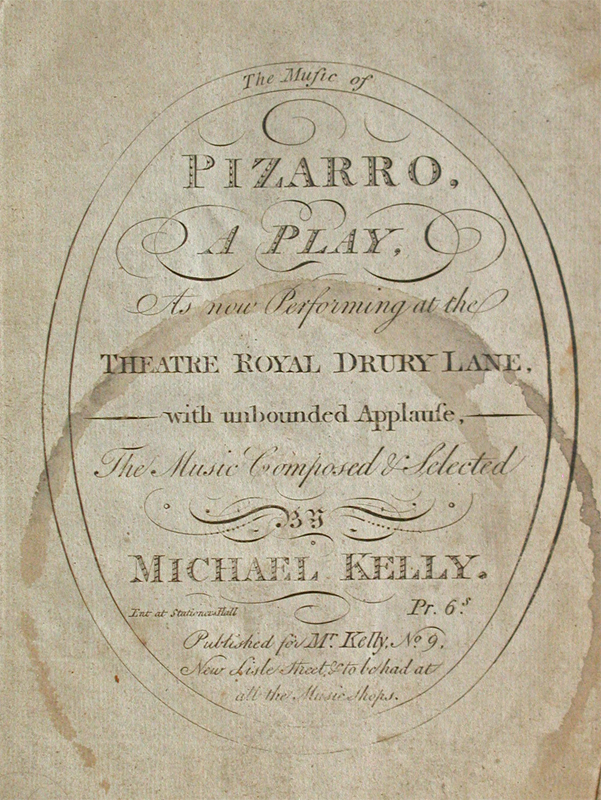 The Muſic of
PIZARRO,
A PLAY,
As now Performing at the
THEATRE ROYAL DRURY LANE,
with unbounded Applauſe,
The Music Composed & Selected
BY
MICHAEL KELLY.
Ent at Stationers Hall Pr. 6.s
Published for Mr. Kelly, No 9,
New Lisle Street, & to be had at
all the Music Shops.